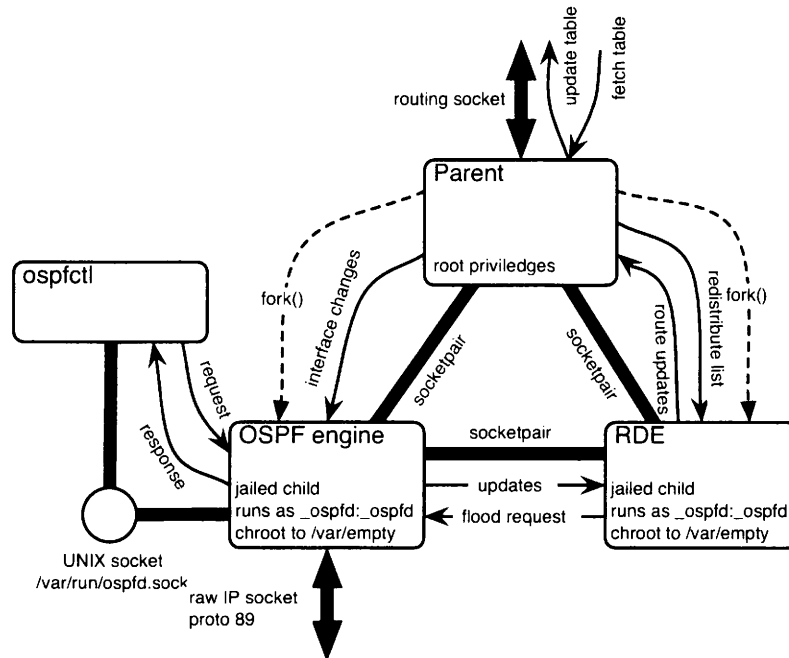 update table
fetch table
routing socket
Parent
root priviledges
ospfctl
fork()
interface changes
socketpair
socketpair
route updates
redistribute list
fork()
request
response
OSPF engine
jailed child
runs as _ospfd:_ospfd
chroot to /var/empty
socketpair
updates
flood request
RDE
jailed child
runs as _ospfd:_ospfd
chroot to /var/empty
UNIX socket
/var/run/ospfd.sock
raw IP socket
proto 89